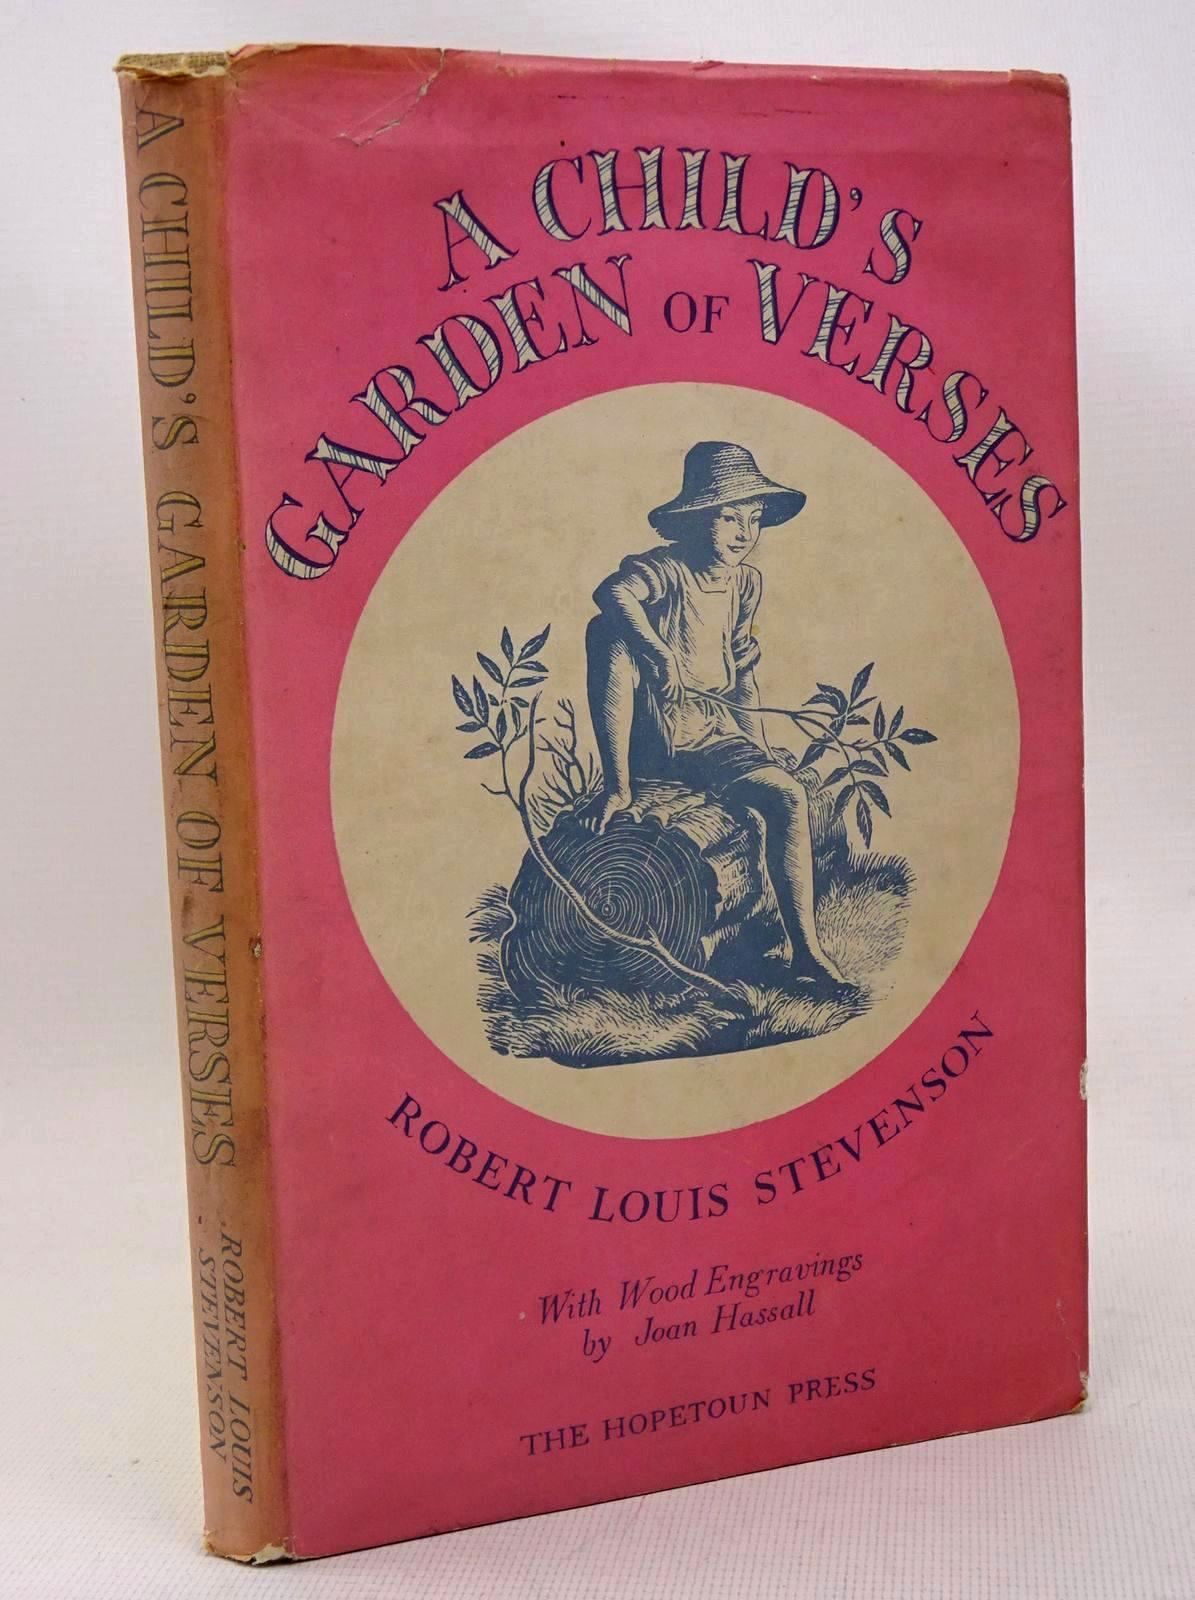 A CHILD'S GARDEN OF VERSES
ROBERT LOUIS
STEVENSON
A CHILD'S
GARDEN OF VERSES
ROBERT LOUIS STEVENSON
With Wood Engravings
by Joan Hassall
THE HOPETOUN PRESS